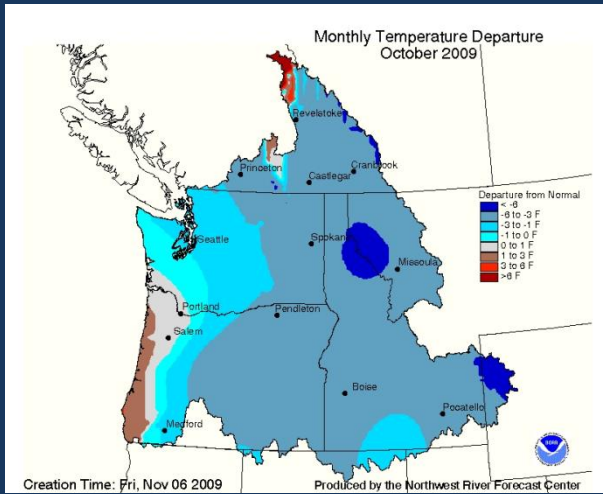 Monthly Temperature Departure
October 2009
Revelstoke
Princeton
Castlegar
Cranbrook
Departure from Normal
< -6
-6 to -3 F
-3 to -1 F
-1 to 0 F
0 to 1 F
1 to 3 F
3 to 6 F
>6 F
Seattle
Spokane
Missoula
Portland
Pendleton
Salem
Boise
Pocatello
Medford
NOAA
Creation Time: Fri, Nov 06 2009
Produced by the Northwest River Forecast Center